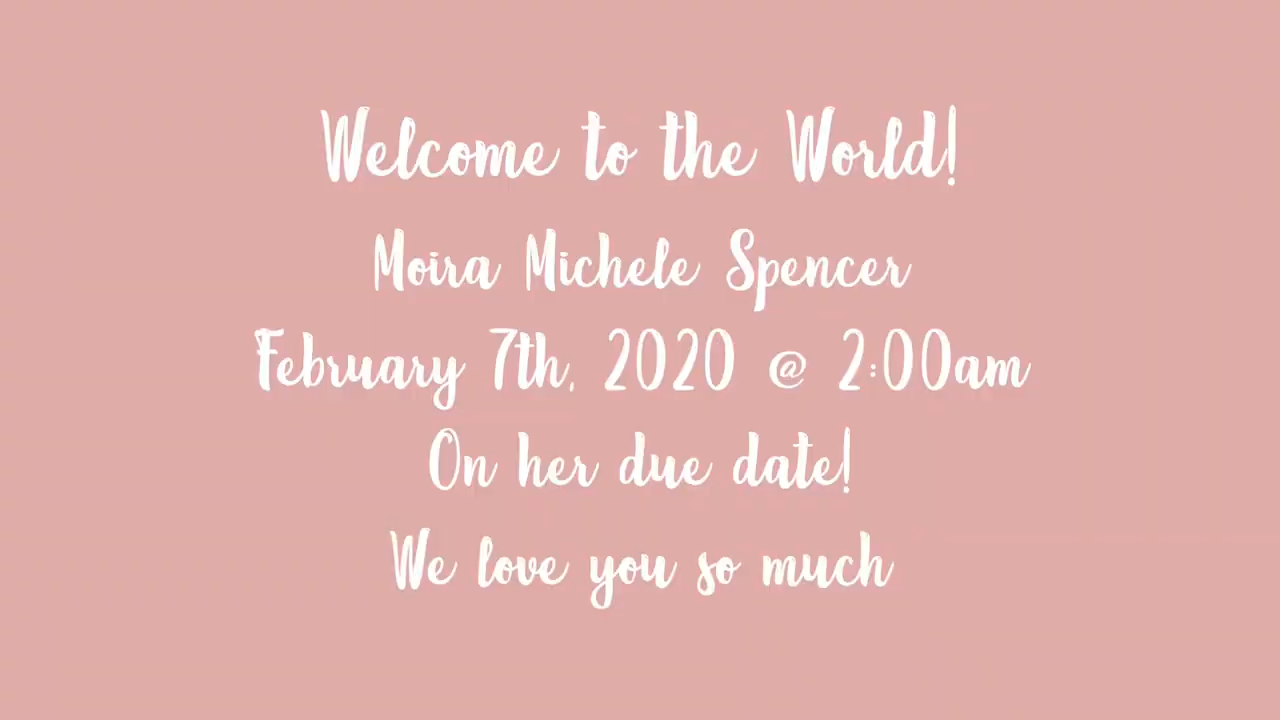 Welcome to the World!
Moira Michele Spencer
February 7th, 2020 @ 2:00am
On her due date!
We love you so much